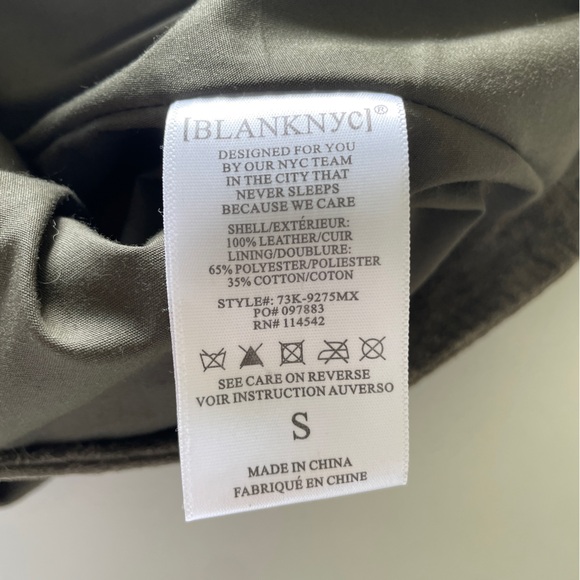 [BLANKNYC]®
DESIGNED FOR YOU
BY OUR NYC TEAM
IN THE CITY THAT
NEVER SLEEPS
BECAUSE WE CARE
SHELL/EXTÉRIEUR:
100% LEATHER/CUIR
LINING/DOUBLURE:
65% POLYESTER/POLIESTER
35% COTTON/COTON
STYLE#: 73K-9275MX
PO# 097883
RN# 114542
SEE CARE ON REVERSE
VOIR INSTRUCTION AUVERSO
S
MADE IN CHINA
FABRIQUÉ EN CHINE